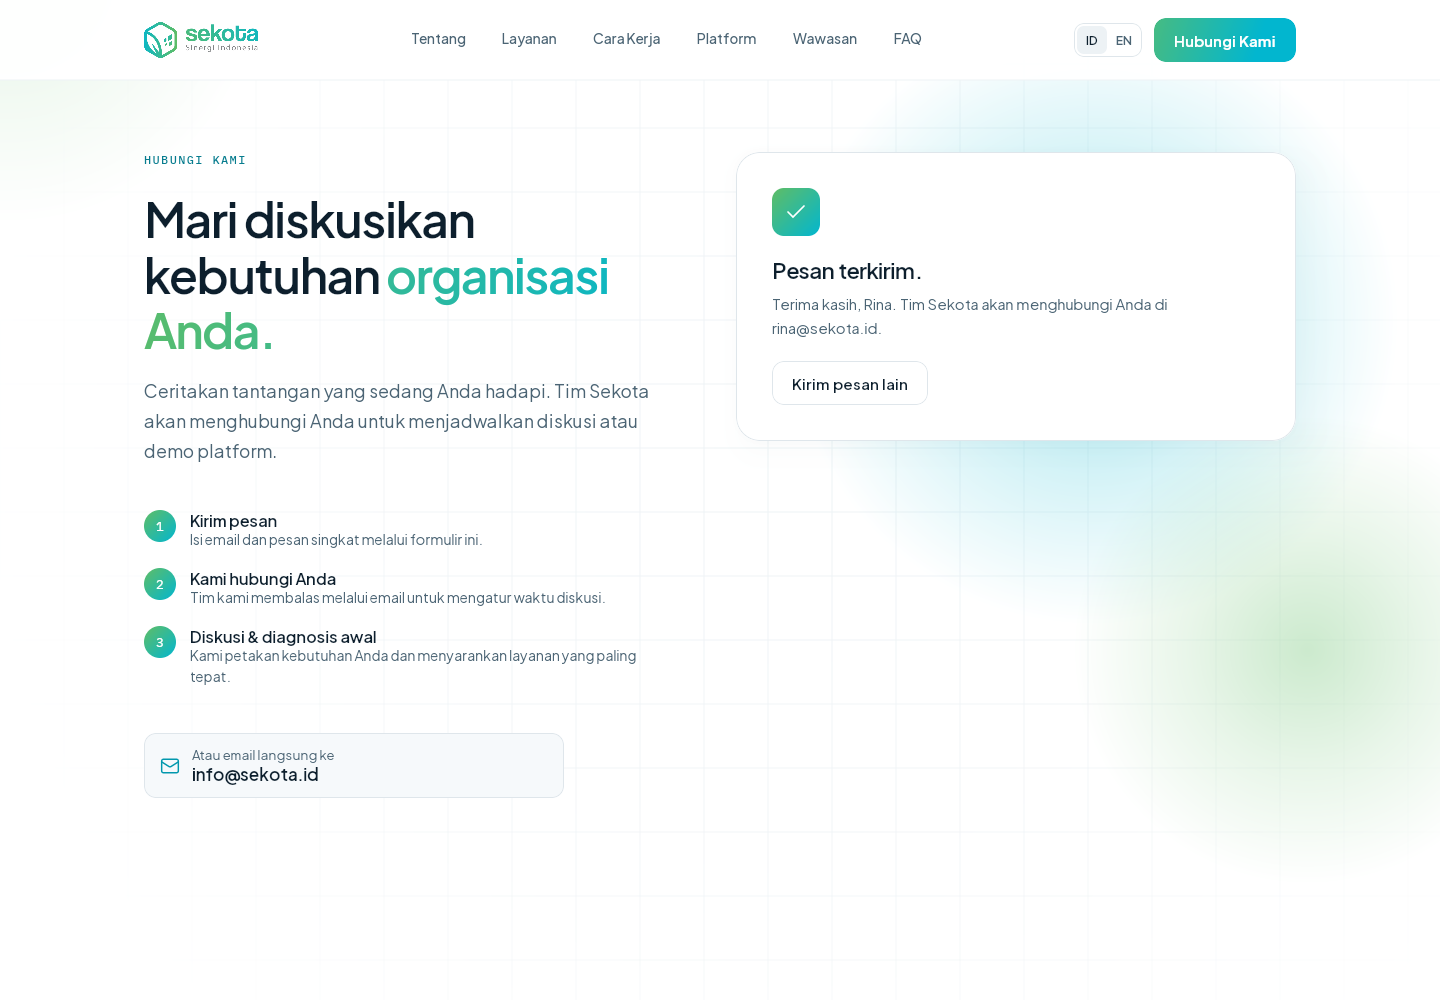 sekota
Sinergi Indonesia
Tentang
Layanan
Cara Kerja
Platform
Wawasan
FAQ
ID
EN
Hubungi Kami
HUBUNGI KAMI
Mari diskusikan
kebutuhan organisasi
Anda.
Ceritakan tantangan yang sedang Anda hadapi. Tim Sekota
akan menghubungi Anda untuk menjadwalkan diskusi atau
demo platform.
1
Kirim pesan
Isi email dan pesan singkat melalui formulir ini.
2
Kami hubungi Anda
Tim kami membalas melalui email untuk mengatur waktu diskusi.
3
Diskusi & diagnosis awal
Kami petakan kebutuhan Anda dan menyarankan layanan yang paling
tepat.
Atau email langsung ke
info@sekota.id
Pesan terkirim.
Terima kasih, Rina. Tim Sekota akan menghubungi Anda di
rina@sekota.id.
Kirim pesan lain